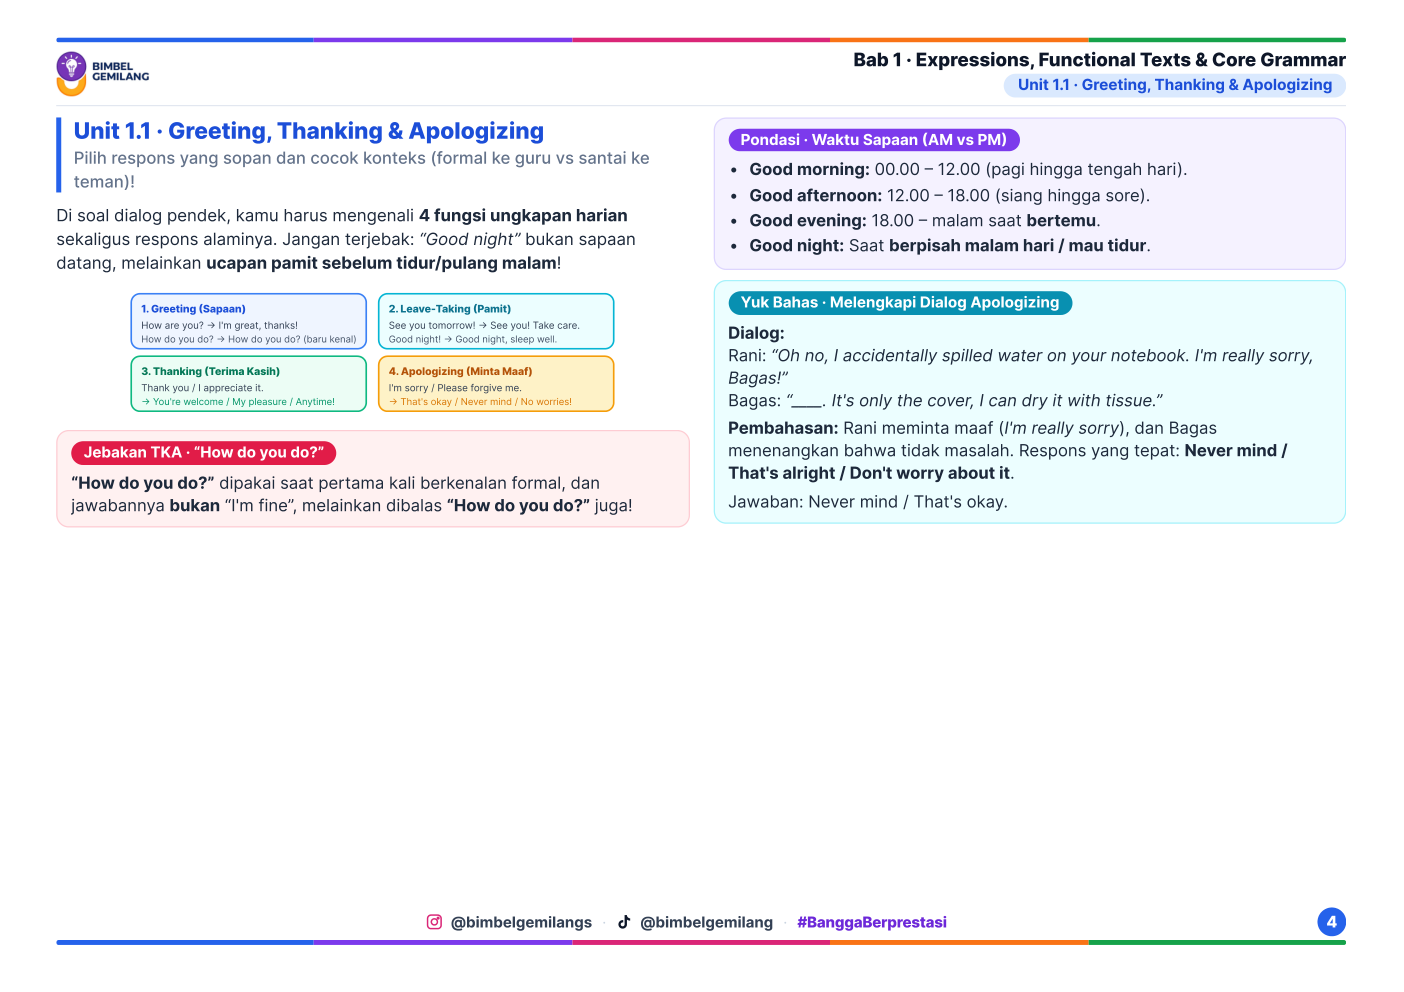 BIMBEL
GEMILANG
Bab 1 · Expressions, Functional Texts & Core Grammar
Unit 1.1 · Greeting, Thanking & Apologizing
Unit 1.1 · Greeting, Thanking & Apologizing
Pilih respons yang sopan dan cocok konteks (formal ke guru vs santai ke
teman)!
Di soal dialog pendek, kamu harus mengenali 4 fungsi ungkapan harian
sekaligus respons alaminya. Jangan terjebak: “Good night” bukan sapaan
datang, melainkan ucapan pamit sebelum tidur/pulang malam!
1. Greeting (Sapaan)
How are you? → I'm great, thanks!
How do you do? → How do you do? (baru kenal)
2. Leave-Taking (Pamit)
See you tomorrow! → See you! Take care.
Good night! → Good night, sleep well.
3. Thanking (Terima Kasih)
Thank you / I appreciate it.
→ You're welcome / My pleasure / Anytime!
4. Apologizing (Minta Maaf)
I'm sorry / Please forgive me.
→ That's okay / Never mind / No worries!
Jebakan TKA · “How do you do?”
“How do you do?” dipakai saat pertama kali berkenalan formal, dan
jawabannya bukan “I'm fine”, melainkan dibalas “How do you do?” juga!
Pondasi · Waktu Sapaan (AM vs PM)
• Good morning: 00.00 – 12.00 (pagi hingga tengah hari).
• Good afternoon: 12.00 – 18.00 (siang hingga sore).
• Good evening: 18.00 – malam saat bertemu.
• Good night: Saat berpisah malam hari / mau tidur.
Yuk Bahas · Melengkapi Dialog Apologizing
Dialog:
Rani: “Oh no, I accidentally spilled water on your notebook. I'm really sorry,
Bagas!”
Bagas: “____. It's only the cover, I can dry it with tissue.”
Pembahasan: Rani meminta maaf (I'm really sorry), dan Bagas
menenangkan bahwa tidak masalah. Respons yang tepat: Never mind /
That's alright / Don't worry about it.
Jawaban: Never mind / That's okay.
@bimbelgemilangs · @bimbelgemilang · #BanggaBerprestasi
4